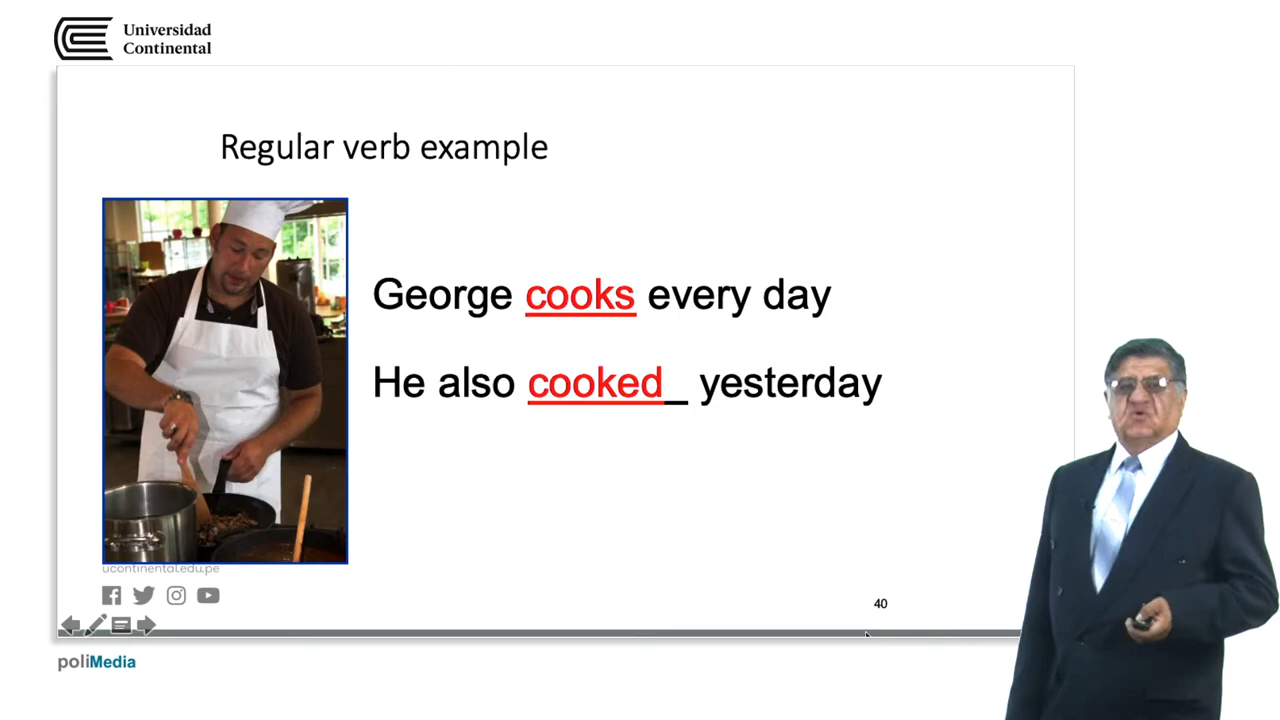 Universidad
Continental
Regular verb example
George cooks every day
He also cooked_ yesterday
ucontinental.edu.pe
40
poliMedia